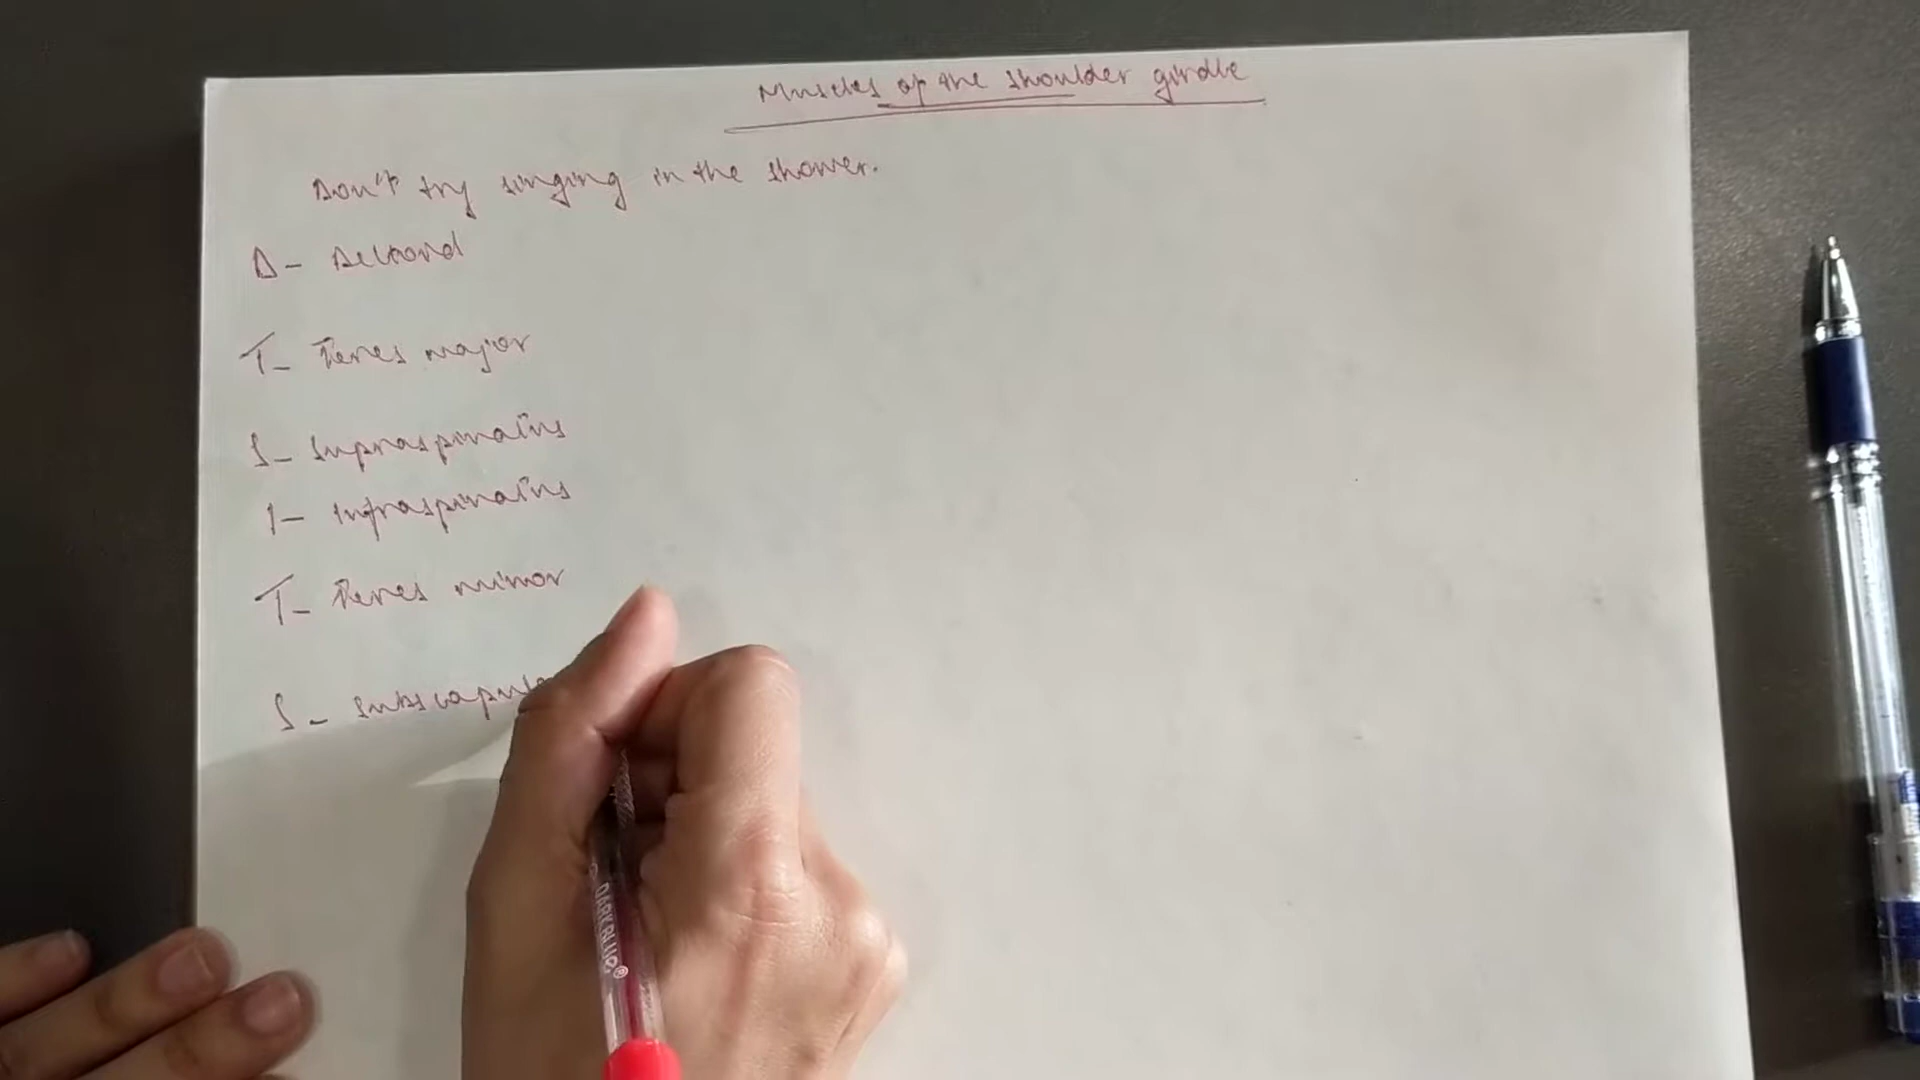 Muscles of the shoulder girdle
Don't try singing in the shower.
D - Deltoid
T - Teres major
S - Supraspinatus
I - Infraspinatus
T - Teres minor
S - Subscapula
DARKBLUe®